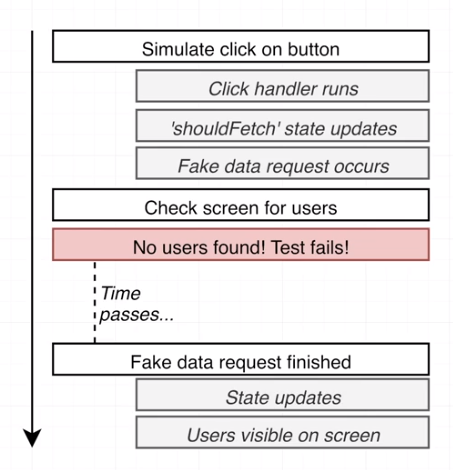 Simulate click on button
Click handler runs
'shouldFetch' state updates
Fake data request occurs
Check screen for users
No users found! Test fails!
Time
passes...
Fake data request finished
State updates
Users visible on screen